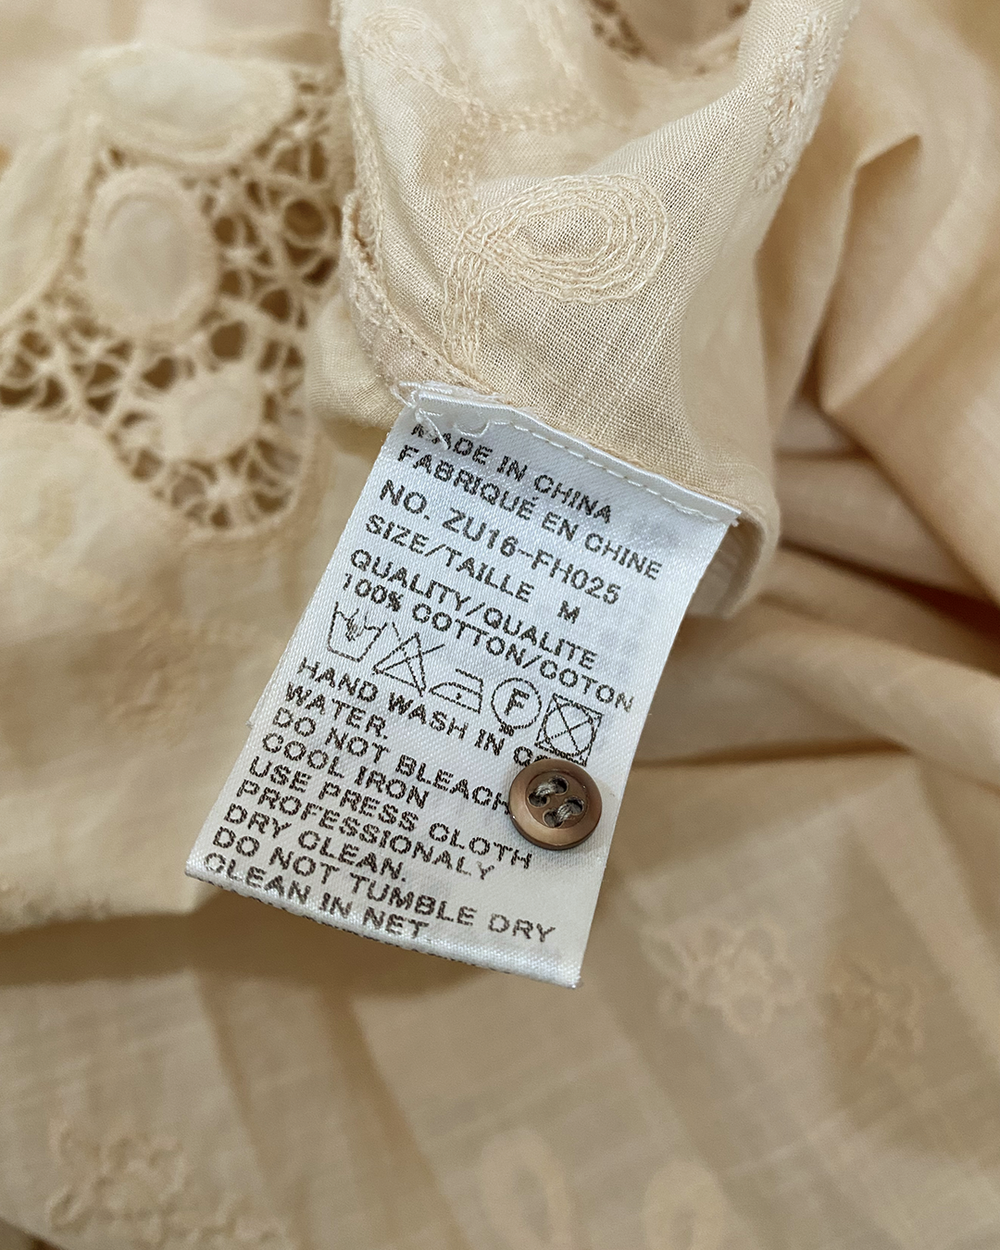 MADE IN CHINA
FABRIQUÉ EN CHINE
NO. ZU16-FH025
SIZE/TAILLE M
QUALITY/QUALITE
100% COTTON/COTON
F
HAND WASH IN
WATER.
DO NOT BLEACH
COOL IRON
USE PRESS CLOTH
PROFESSIONALY
DRY CLEAN.
DO NOT TUMBLE DRY
CLEAN IN NET